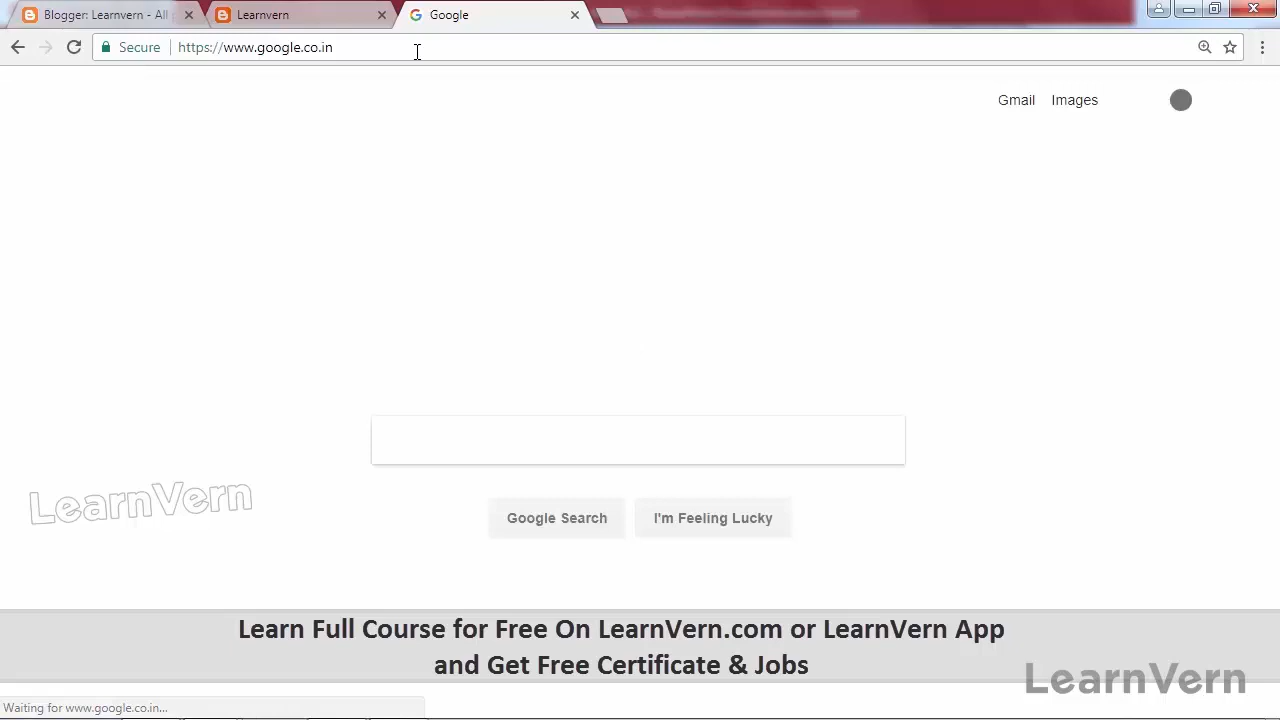 Blogger: Learnvern - All
Learnvern
Google
Secure
https://www.google.co.in
Gmail
Images
LearnVern
Google Search
I'm Feeling Lucky
Learn Full Course for Free On LearnVern.com or LearnVern App
and Get Free Certificate & Jobs
LearnVern
Waiting for www.google.co.in...